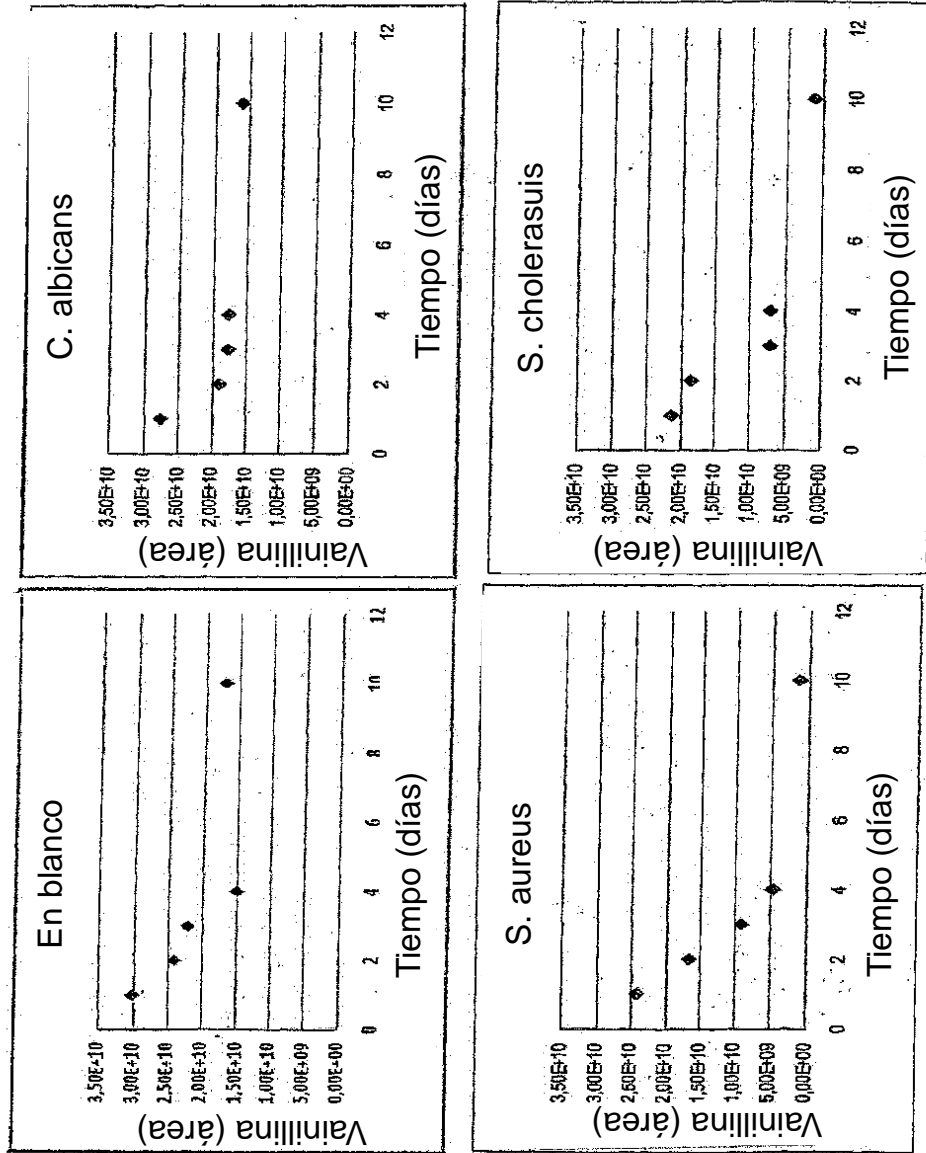 En blanco
Vainillina (área)
3,50E+10
3,00E+10
2,50E+10
2,00E+10
1,50E+10
1,00E+10
5,00E+09
0,00E+00
0 2 4 6 8 10 12
Tiempo (días)
C. albicans
Vainillina (área)
3,50E+10
3,00E+10
2,50E+10
2,00E+10
1,50E+10
1,00E+10
5,00E+09
0,00E+00
0 2 4 6 8 10 12
Tiempo (días)
S. aureus
Vainillina (área)
3,50E+10
3,00E+10
2,50E+10
2,00E+10
1,50E+10
1,00E+10
5,00E+09
0,00E+00
0 2 4 6 8 10 12
Tiempo (días)
S. cholerasuis
Vainillina (área)
3,50E+10
3,00E+10
2,50E+10
2,00E+10
1,50E+10
1,00E+10
5,00E+09
0,00E+00
0 2 4 6 8 10 12
Tiempo (días)